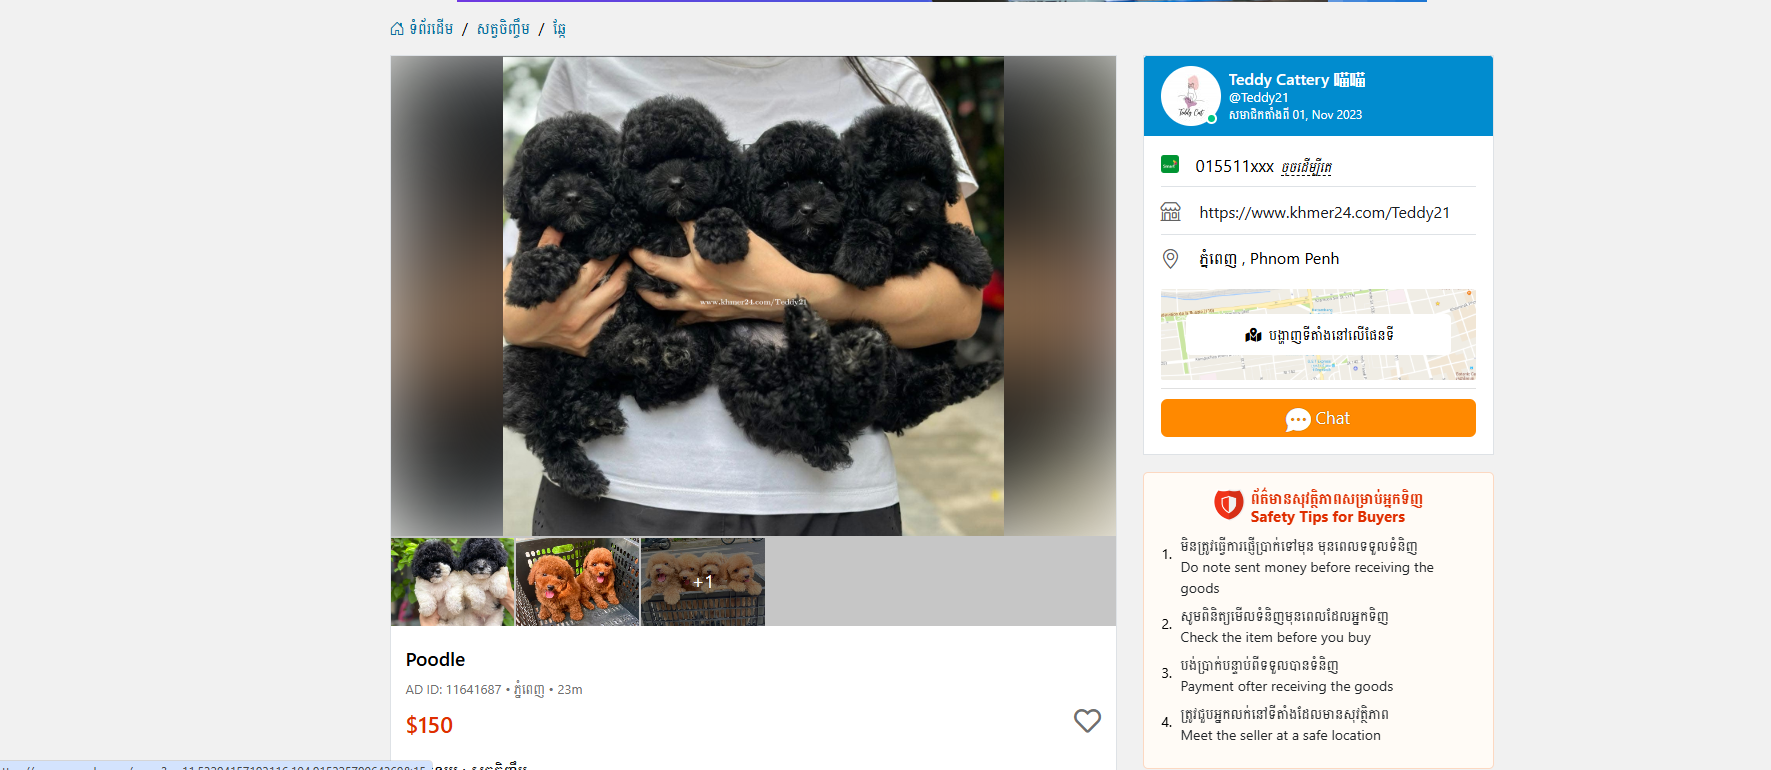 ទំព័រដើម / សត្វចិញ្ចឹម / ឆ្កែ
www.khmer24.com/Teddy21
+1
Poodle
AD ID: 11641687 • ភ្នំពេញ • 23m
$150
Teddy Cattery 喵喵
@Teddy21
សមាជិកតាំងពី 01, Nov 2023
015511xxx ចុចដើម្បីតេ
https://www.khmer24.com/Teddy21
ភ្នំពេញ , Phnom Penh
បង្ហាញទីតាំងនៅលើផែនទី
Chat
ព័ត៌មានសុវត្ថិភាពសម្រាប់អ្នកទិញ
Safety Tips for Buyers
1. មិនត្រូវធ្វើការផ្ញើប្រាក់ទៅមុន មុនពេលទទួលទំនិញ
Do note sent money before receiving the
goods
2. សូមពិនិត្យមើលទំនិញមុនពេលដែលអ្នកទិញ
Check the item before you buy
3. បង់ប្រាក់បន្ទាប់ពីទទួលបានទំនិញ
Payment ofter receiving the goods
4. ត្រូវជួបអ្នកលក់នៅទីតាំងដែលមានសុវត្ថិភាព
Meet the seller at a safe location